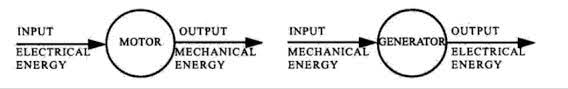 INPUT
ELECTRICAL
ENERGY
MOTOR
OUTPUT
MECHANICAL
ENERGY
INPUT
MECHANICAL
ENERGY
GENERATOR
OUTPUT
ELECTRICAL
ENERGY